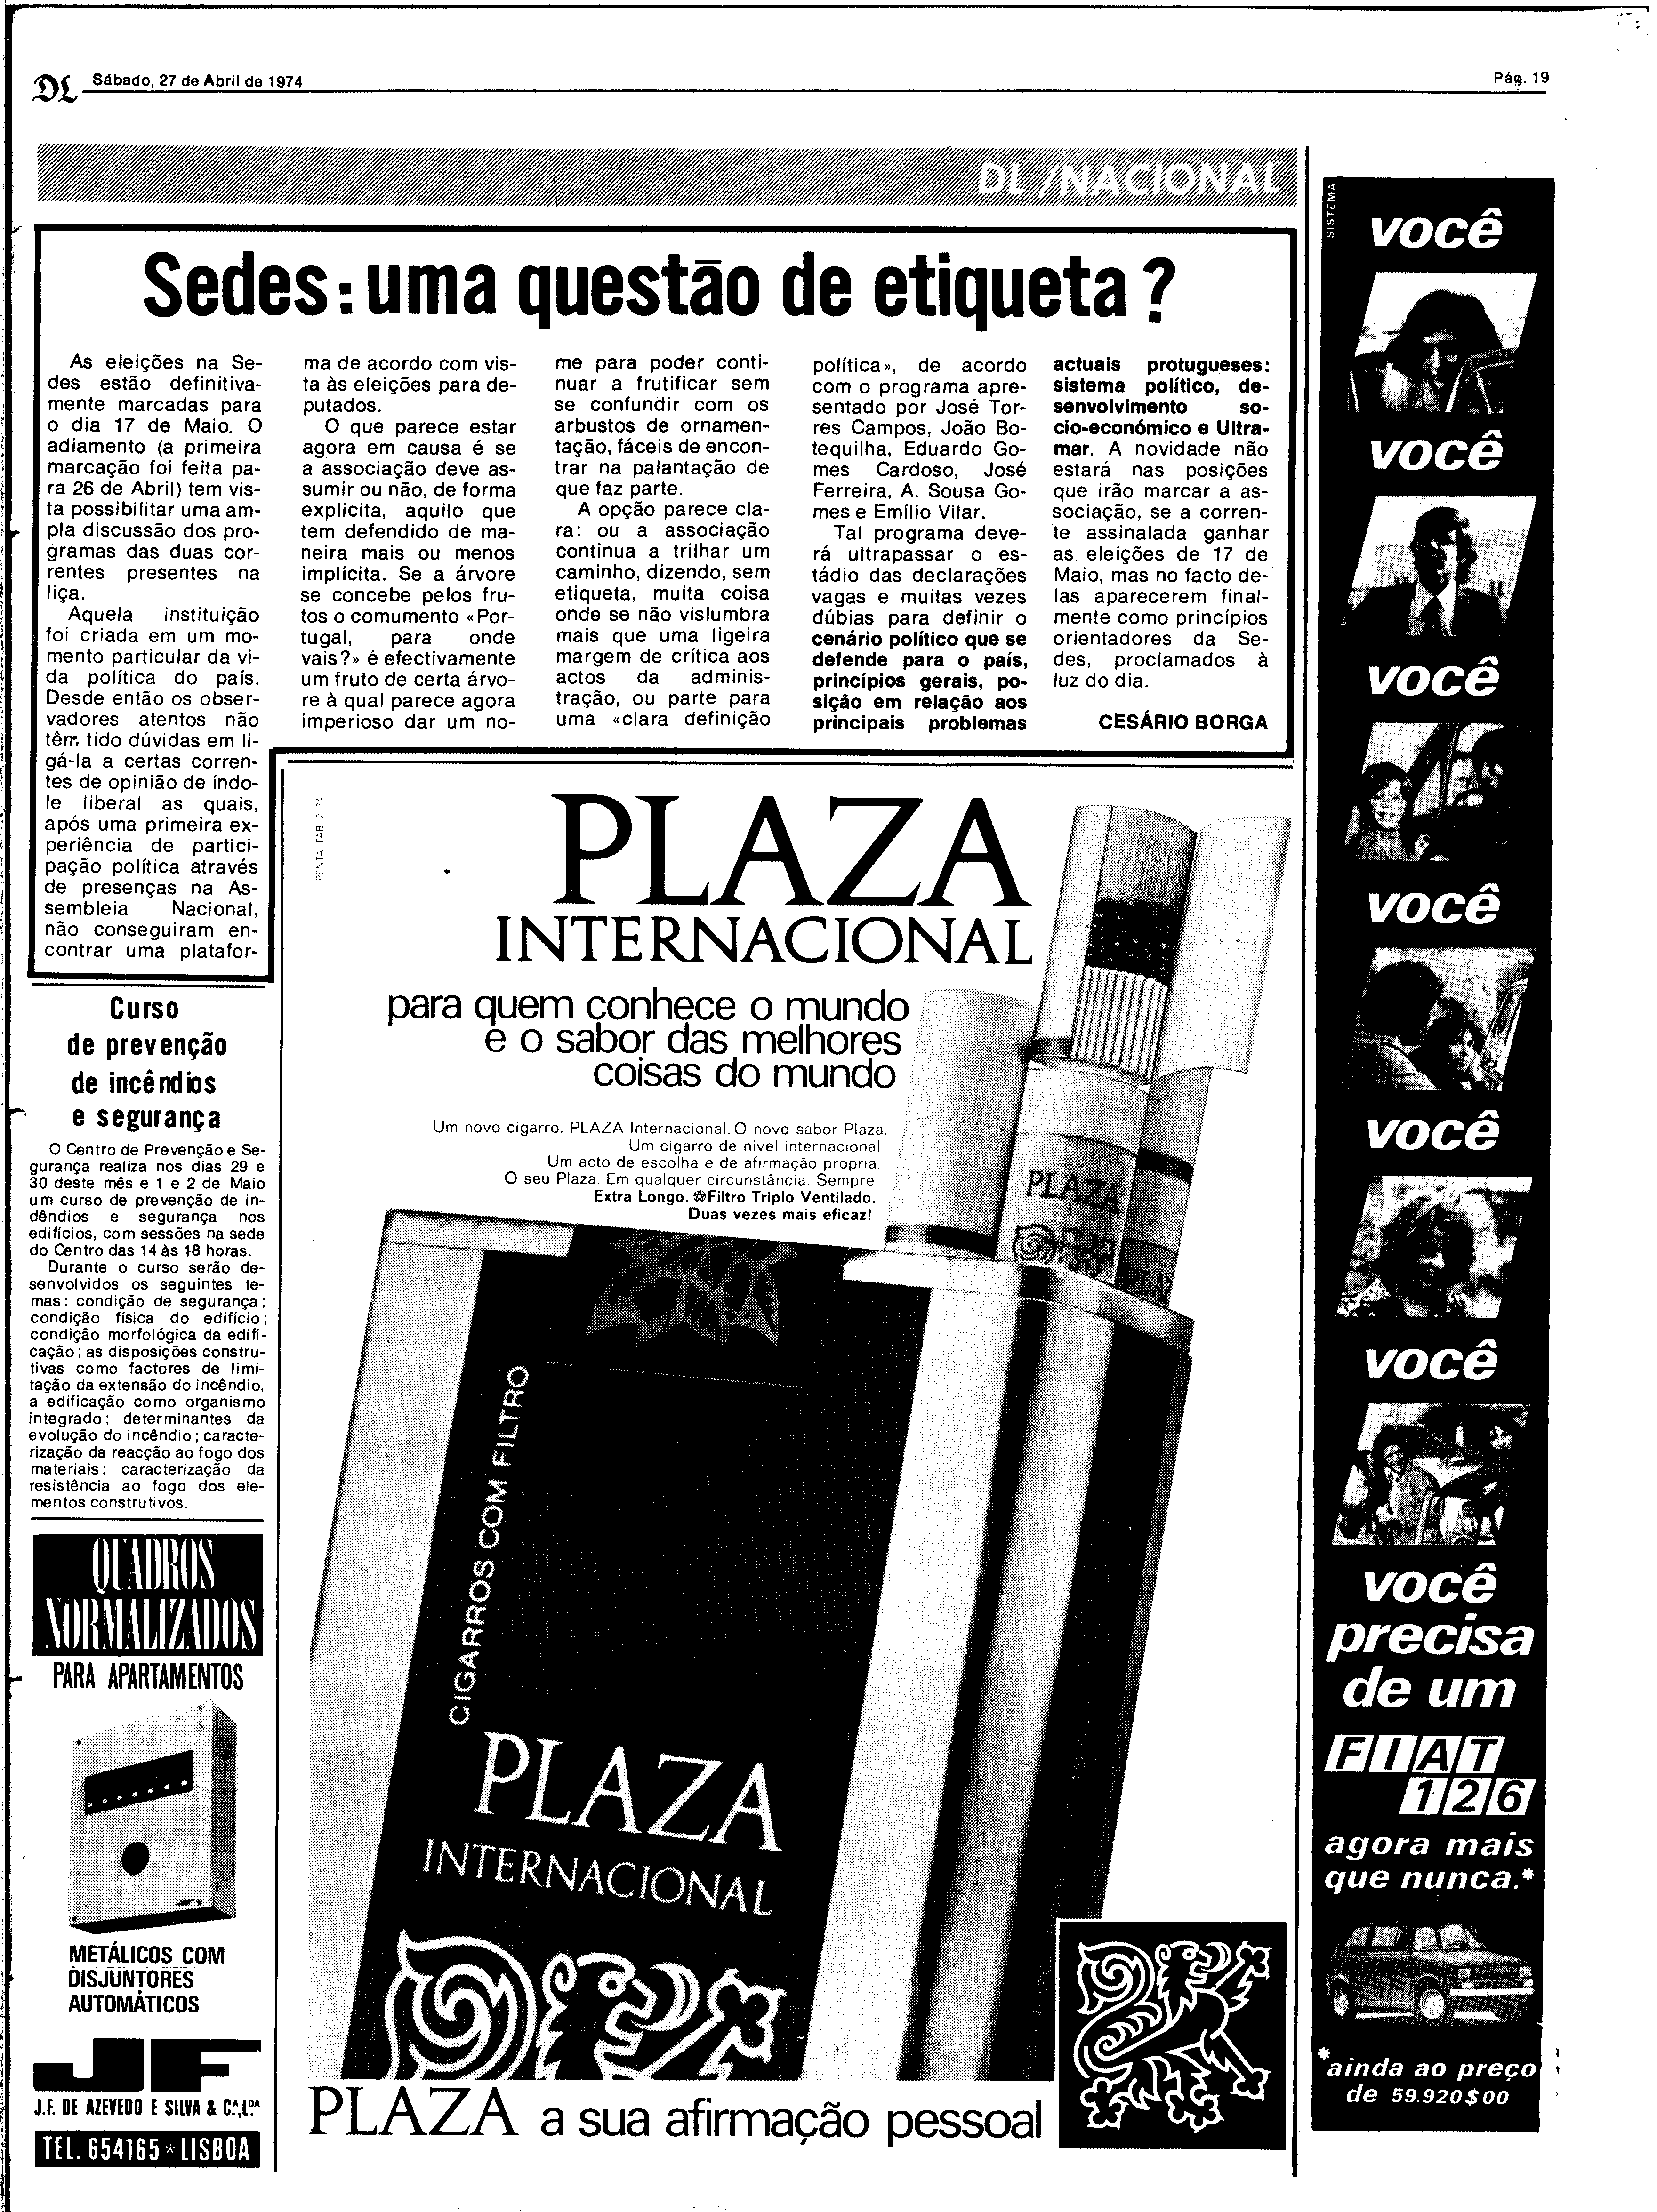 DL Sábado, 27 de Abril de 1974
Pág. 19
DL/NACIONAL
Sedes: uma questão de etiqueta?
As eleições na Se-
des estão definitiva-
mente marcadas para
o dia 17 de Maio. O
adiamento (a primeira
marcação foi feita pa-
ra 26 de Abril) tem vis-
ta possibilitar uma am-
pla discussão dos pro-
gramas das duas cor-
rentes presentes na
liça.
Aquela instituição
foi criada em um mo-
mento particular da vi-
da política do país.
Desde então os obser-
vadores atentos não
têm tido dúvidas em li-
gá-la a certas corren-
tes de opinião de índo-
le liberal as quais,
após uma primeira ex-
periência de partici-
pação política através
de presenças na As-
sembleia Nacional,
não conseguiram en-
contrar uma platafor-
ma de acordo com vis-
ta às eleições para de-
putados.
O que parece estar
agora em causa é se
a associação deve as-
sumir ou não, de forma
explícita, aquilo que
tem defendido de ma-
neira mais ou menos
implícita. Se a árvore
se concebe pelos fru-
tos o comumento «Por-
tugal, para onde
vais?» é efectivamente
um fruto de certa árvo-
re à qual parece agora
imperioso dar um no-
me para poder conti-
nuar a frutificar sem
se confundir com os
arbustos de ornamen-
tação, fáceis de encon-
trar na palantação de
que faz parte.
A opção parece cla-
ra: ou a associação
continua a trilhar um
caminho, dizendo, sem
etiqueta, muita coisa
onde se não vislumbra
mais que uma ligeira
margem de crítica aos
actos da adminis-
tração, ou parte para
uma «clara definição
política», de acordo
com o programa apre-
sentado por José Tor-
res Campos, João Bo-
tequilha, Eduardo Go-
mes Cardoso, José
Ferreira, A. Sousa Go-
mes e Emílio Vilar.
Tal programa deve-
rá ultrapassar o es-
tádio das declarações
vagas e muitas vezes
dúbias para definir o
cenário político que se
defende para o país,
princípios gerais, po-
sição em relação aos
principais problemas
actuais protugueses:
sistema político, de-
senvolvimento so-
cio-económico e Ultra-
mar. A novidade não
estará nas posições
que irão marcar a as-
sociação, se a corren-
te assinalada ganhar
as eleições de 17 de
Maio, mas no facto de-
las aparecerem final-
mente como princípios
orientadores da Se-
des, proclamados à
luz do dia.
CESÁRIO BORGA
Curso
de prevenção
de incêndios
e segurança
O Centro de Prevenção e Se-
gurança realiza nos dias 29 e
30 deste mês e 1 e 2 de Maio
um curso de prevenção de in-
dêndios e segurança nos
edifícios, com sessões na sede
do Centro das 14 às 18 horas.
Durante o curso serão de-
senvolvidos os seguintes te-
mas: condição de segurança;
condição física do edifício;
condição morfológica da edifi-
cação; as disposições constru-
tivas como factores de limi-
tação da extensão do incêndio,
a edificação como organismo
integrado; determinantes da
evolução do incêndio; caracte-
rização da reacção ao fogo dos
materiais; caracterização da
resistência ao fogo dos ele-
mentos construtivos.
QUADROS
NORMALIZADOS
PARA APARTAMENTOS
METÁLICOS COM
DISJUNTORES
AUTOMÁTICOS
JF
J.F. DE AZEVEDO E SILVA & C.ª, L.DA
TEL. 654165 * LISBOA
PENTA TAB-2 74
PLAZA
INTERNACIONAL
para quem conhece o mundo
e o sabor das melhores
coisas do mundo
Um novo cigarro. PLAZA Internacional. O novo sabor Plaza.
Um cigarro de nivel internacional.
Um acto de escolha e de afirmação própria.
O seu Plaza. Em qualquer circunstância. Sempre.
Extra Longo. Filtro Triplo Ventilado.
Duas vezes mais eficaz!
PLAZA
PLAZ
CIGARROS COM FILTRO
PLAZA
INTERNACIONAL
PLAZA a sua afirmação pessoal
SISTEMA
você
você
você
você
você
você
você
precisa
de um
FIAT
126
agora mais
que nunca.*
*ainda ao preço
de 59.920$00